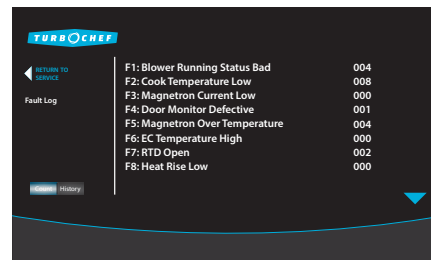 TURBOCHEF
RETURN TO
SERVICE
Fault Log
F1: Blower Running Status Bad 004
F2: Cook Temperature Low 008
F3: Magnetron Current Low 000
F4: Door Monitor Defective 001
F5: Magnetron Over Temperature 004
F6: EC Temperature High 000
F7: RTD Open 002
F8: Heat Rise Low 000
Count History